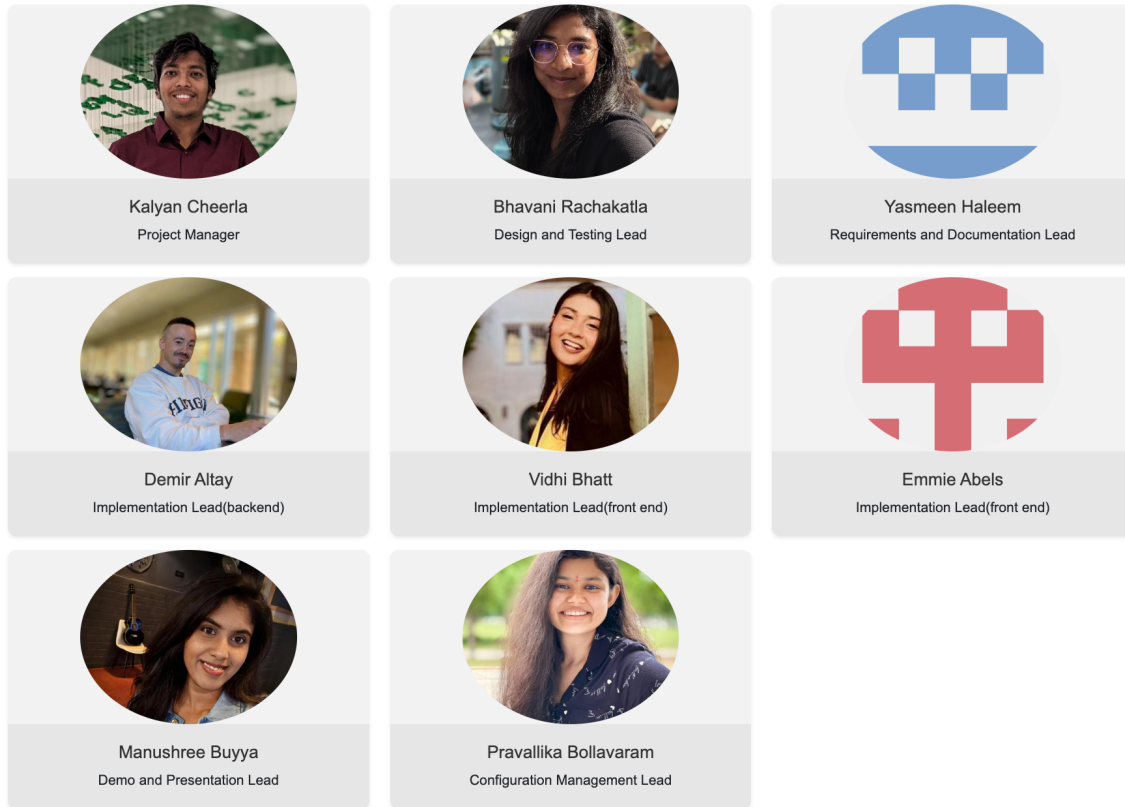 Kalyan Cheerla
Project Manager
Bhavani Rachakatla
Design and Testing Lead
Yasmeen Haleem
Requirements and Documentation Lead
Demir Altay
Implementation Lead(backend)
Vidhi Bhatt
Implementation Lead(front end)
Emmie Abels
Implementation Lead(front end)
Manushree Buyya
Demo and Presentation Lead
Pravallika Bollavaram
Configuration Management Lead